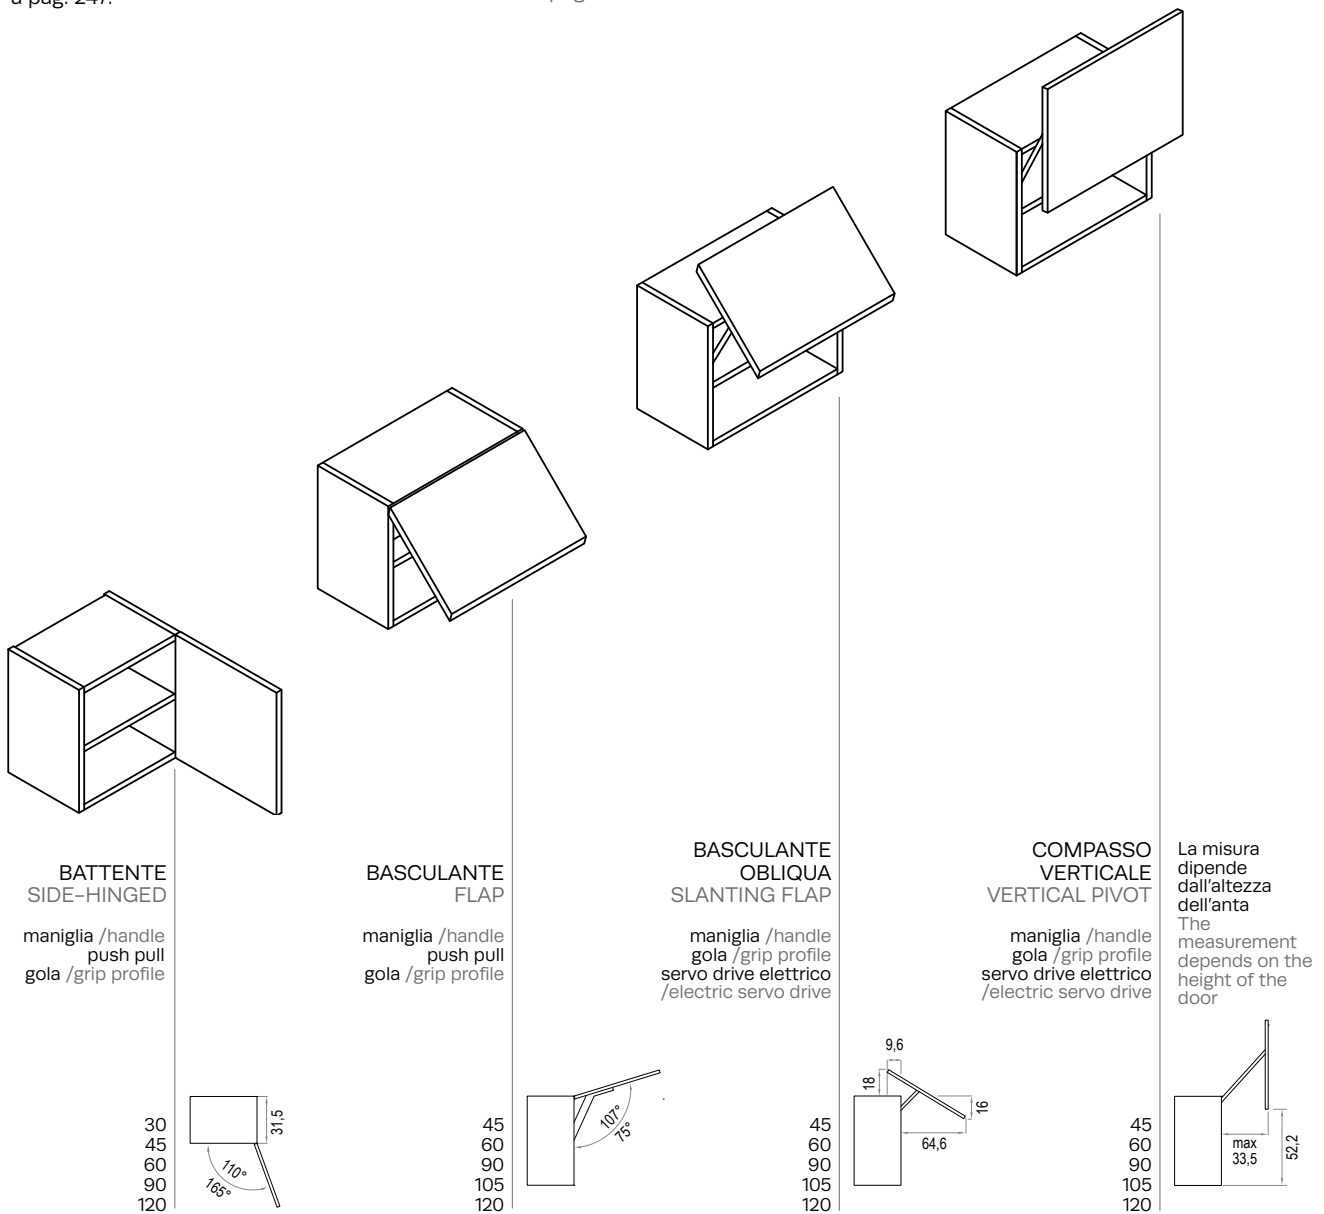 a pag. 247.
BATTENTE
SIDE-HINGED
maniglia /handle
push pull
gola /grip profile
30
45
60
90
120
31,5
110°
165°
BASCULANTE
FLAP
maniglia /handle
push pull
gola /grip profile
45
60
90
105
120
107°
75°
BASCULANTE
OBLIQUA
SLANTING FLAP
maniglia /handle
gola /grip profile
servo drive elettrico
/electric servo drive
45
60
90
105
120
9,6
18
16
64,6
COMPASSO
VERTICALE
VERTICAL PIVOT
maniglia /handle
gola /grip profile
servo drive elettrico
/electric servo drive
45
60
90
105
120
La misura
dipende
dall'altezza
dell'anta
The
measurement
depends on the
height of the
door
max
33,5
52,2